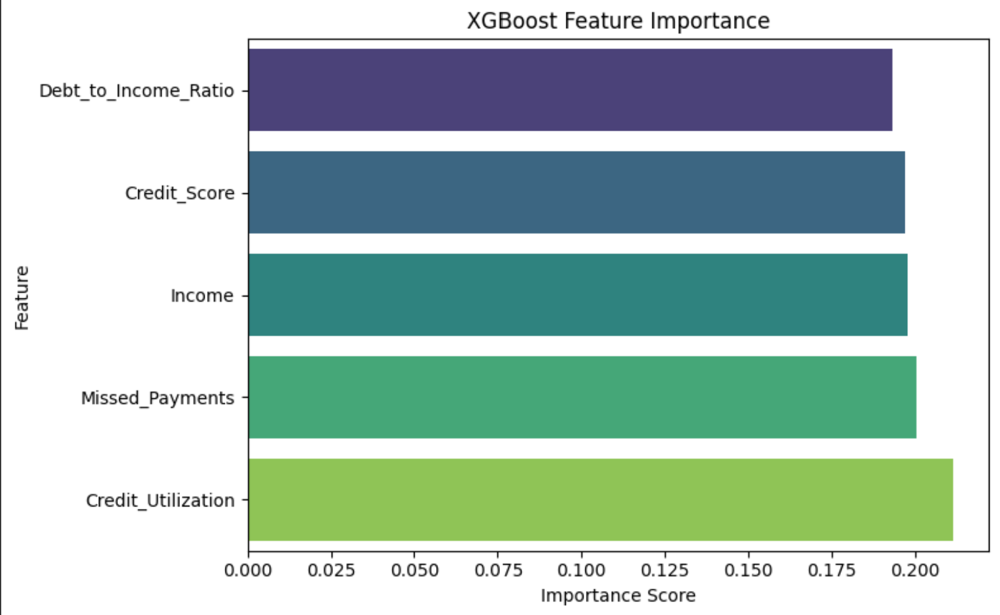 XGBoost Feature Importance
Debt_to_Income_Ratio
Credit_Score
Income
Missed_Payments
Credit_Utilization
Feature
0.000 0.025 0.050 0.075 0.100 0.125 0.150 0.175 0.200
Importance Score